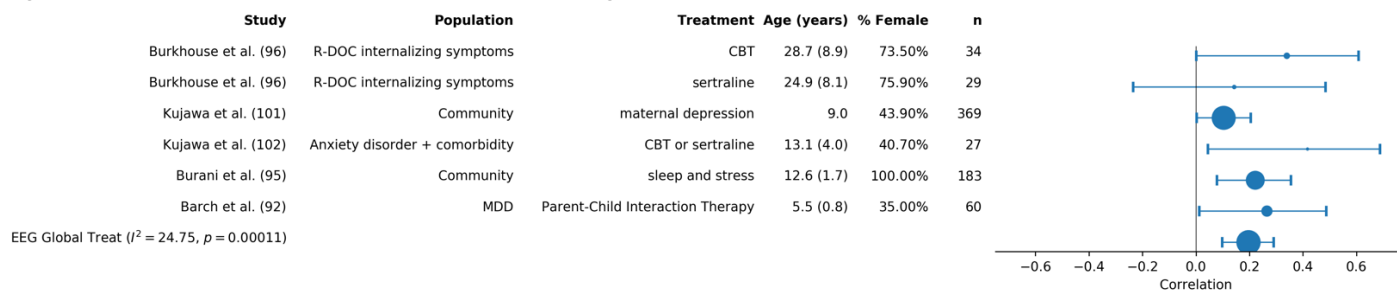 Study Population Treatment Age (years) % Female n
Burkhouse et al. (96) R-DOC internalizing symptoms CBT 28.7 (8.9) 73.50% 34
Burkhouse et al. (96) R-DOC internalizing symptoms sertraline 24.9 (8.1) 75.90% 29
Kujawa et al. (101) Community maternal depression 9.0 43.90% 369
Kujawa et al. (102) Anxiety disorder + comorbidity CBT or sertraline 13.1 (4.0) 40.70% 27
Burani et al. (95) Community sleep and stress 12.6 (1.7) 100.00% 183
Barch et al. (92) MDD Parent-Child Interaction Therapy 5.5 (0.8) 35.00% 60
EEG Global Treat (I² = 24.75, p = 0.00011)
−0.6 −0.4 −0.2 0.0 0.2 0.4 0.6
Correlation